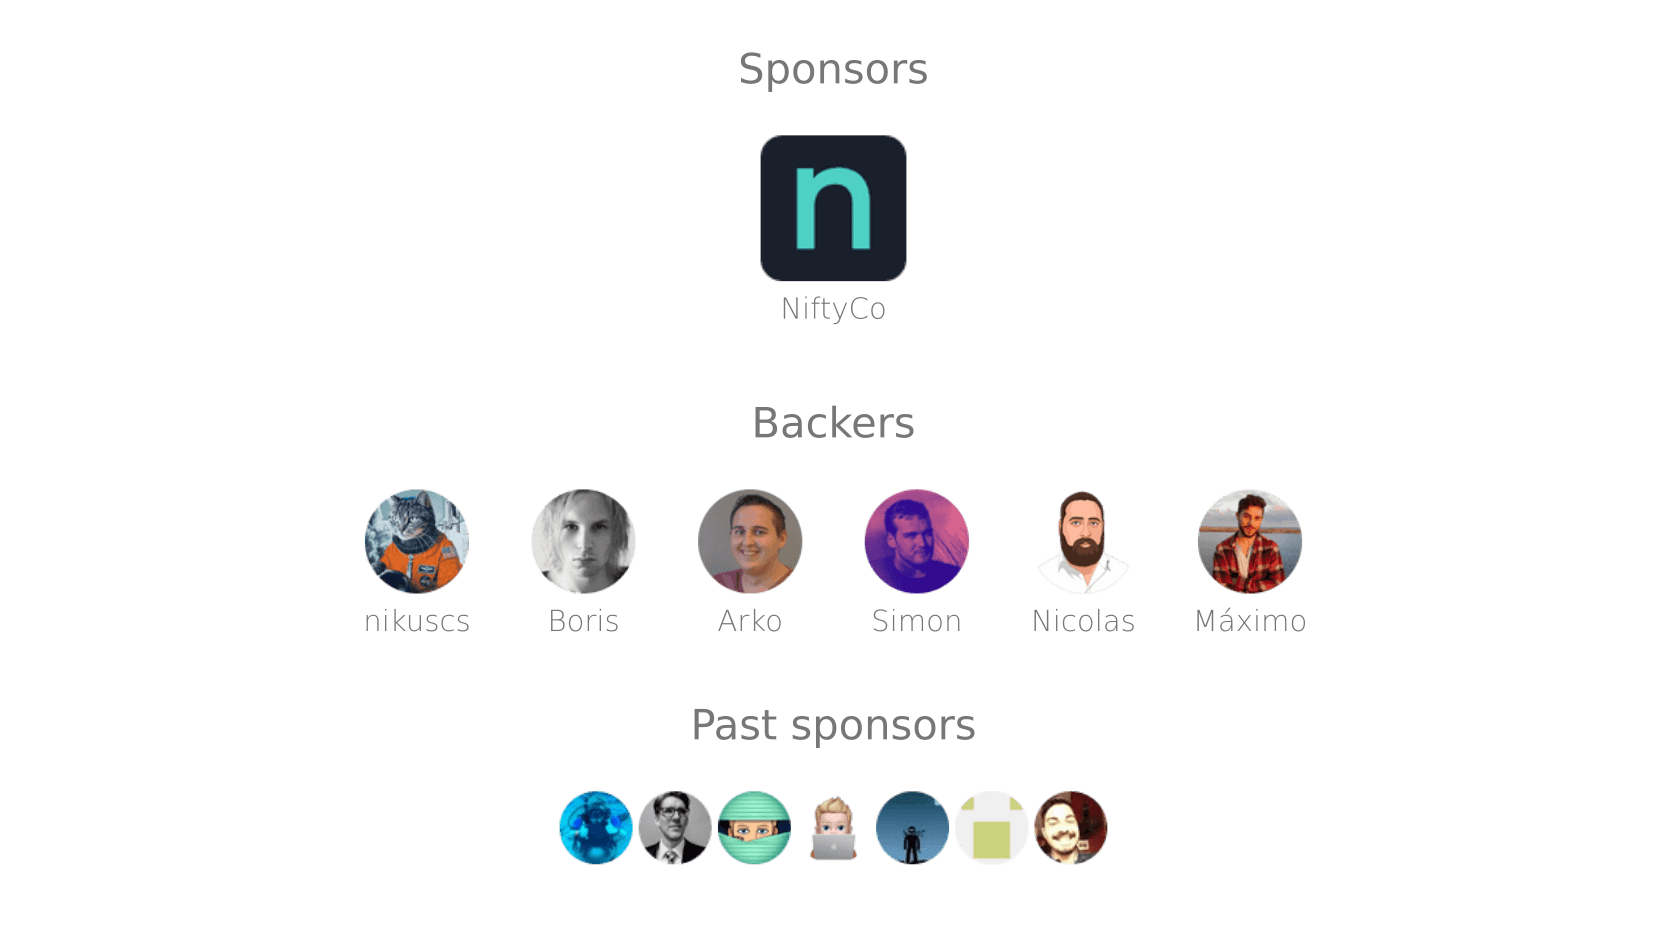 Sponsors
n
NiftyCo
Backers
nikuscs Boris Arko Simon Nicolas Máximo
Past sponsors